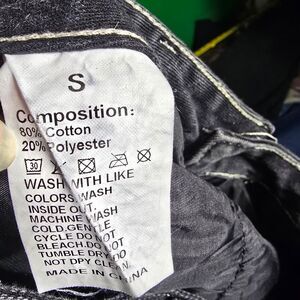 S
Composition:
80% Cotton
20% Polyester
30
WASH WITH LIKE
COLORS.WASH
INSIDE OUT.
MACHINE WASH
COLD.GENTLE
CYCLE DO NOT
BLEACH.DO NOT
TUMBLE DRY.DO
NOT DPY CLEAN.
MADE IN CHINA